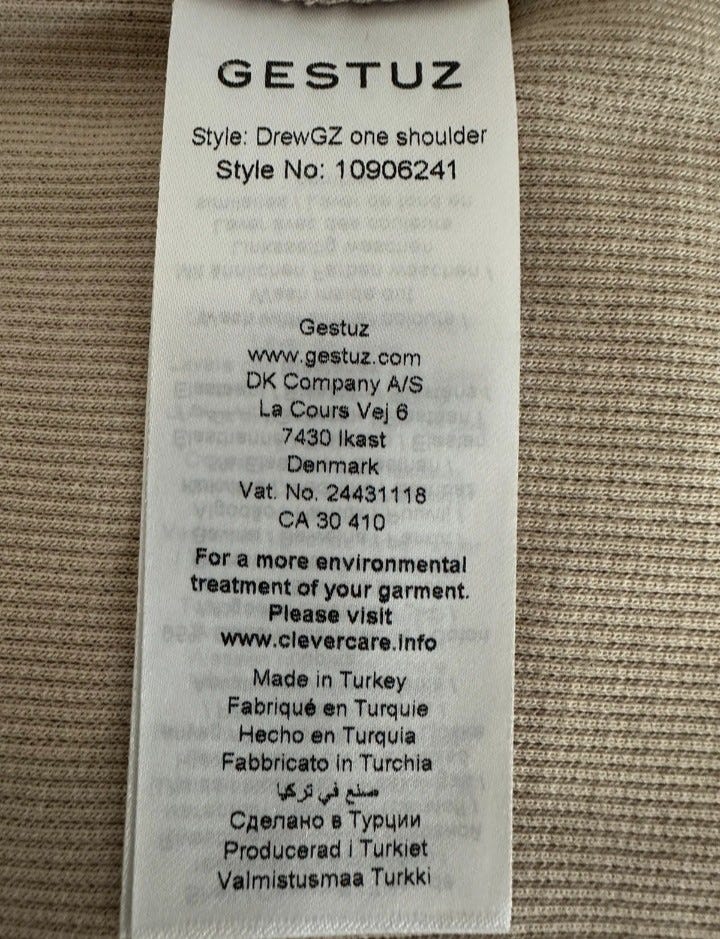 GESTUZ
Style: DrewGZ one shoulder
Style No: 10906241
Gestuz
www.gestuz.com
DK Company A/S
La Cours Vej 6
7430 Ikast
Denmark
Vat. No. 24431118
CA 30 410
For a more environmental
treatment of your garment.
Please visit
www.clevercare.info
Made in Turkey
Fabriqué en Turquie
Hecho en Turquia
Fabbricato in Turchia
صنع في تركيا
Сделано в Турции
Producerad i Turkiet
Valmistusmaa Turkki